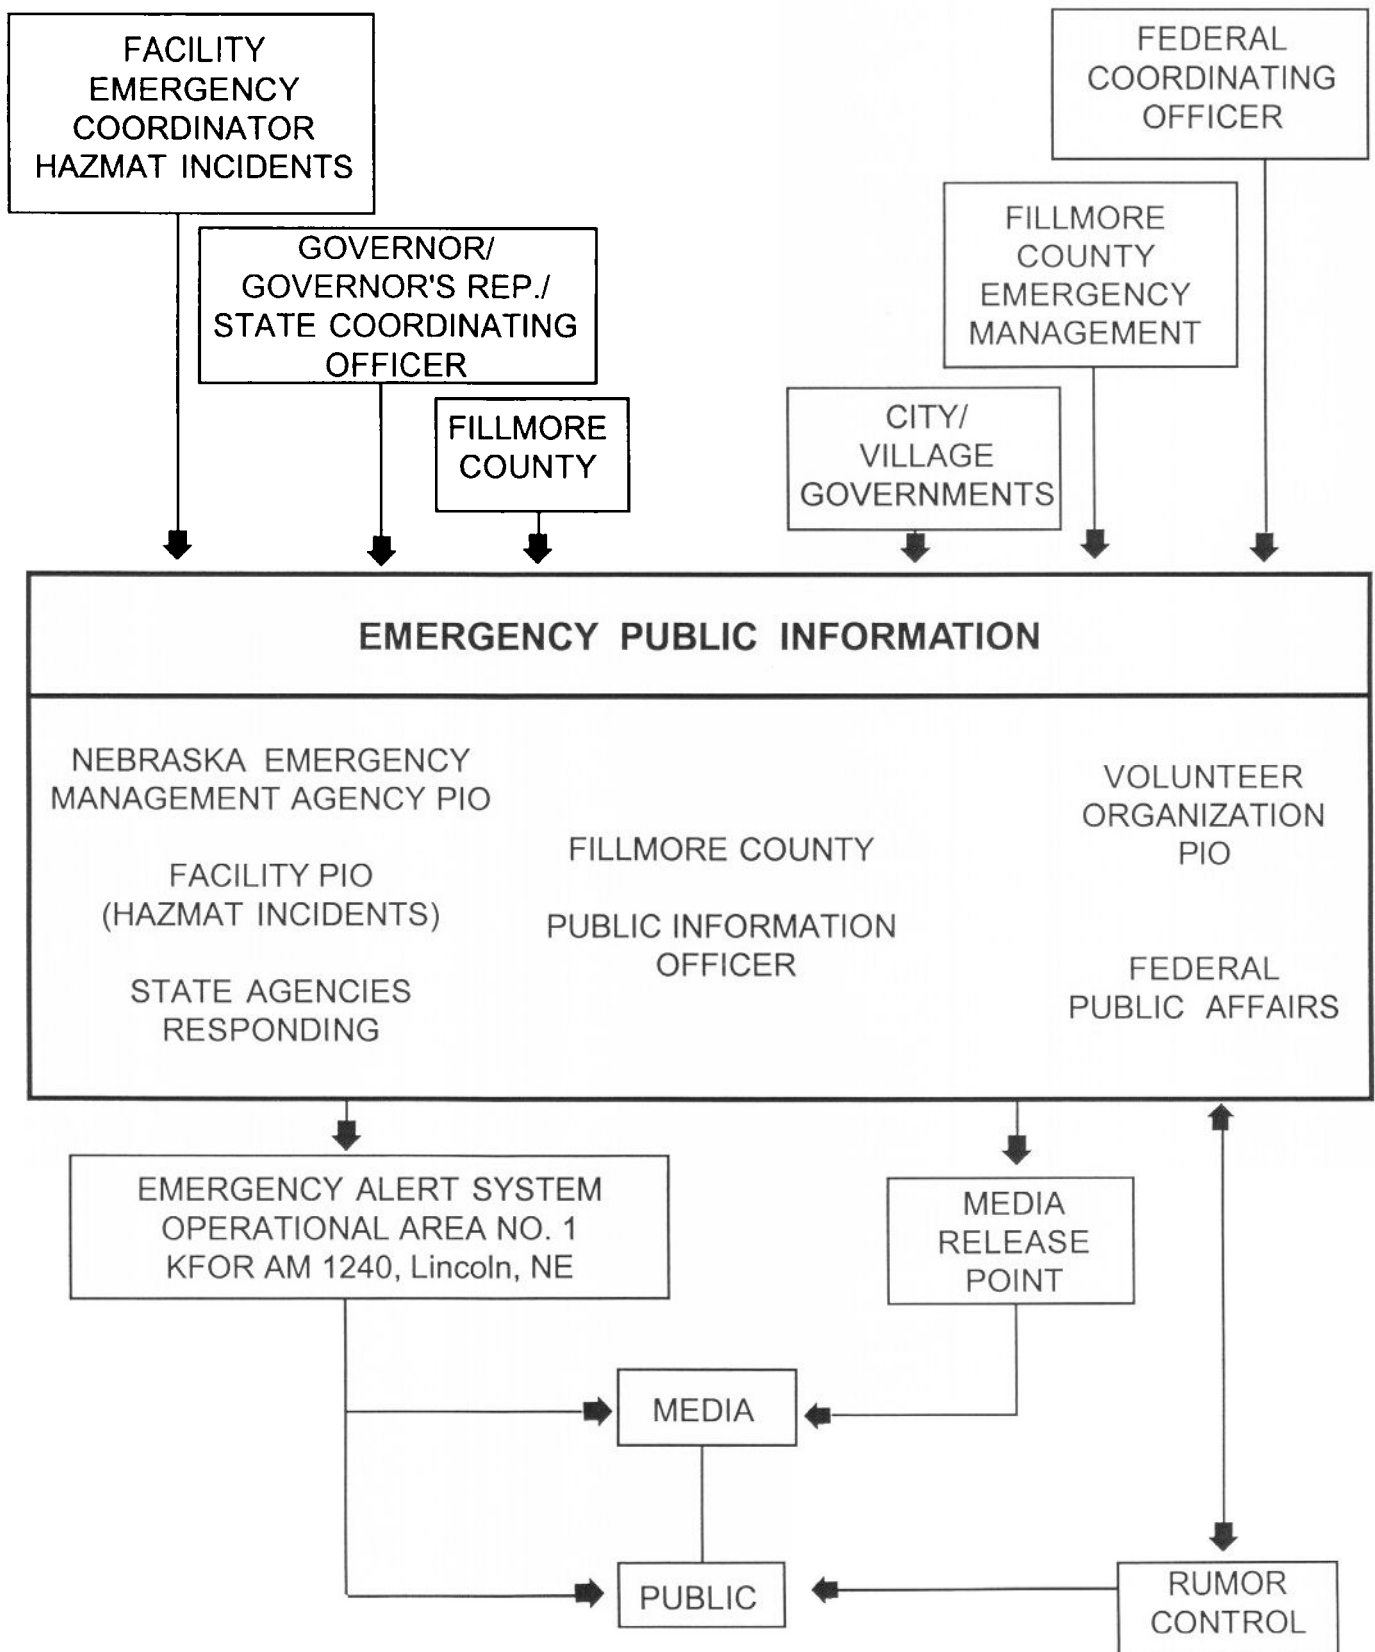 FACILITY
EMERGENCY
COORDINATOR
HAZMAT INCIDENTS
FEDERAL
COORDINATING
OFFICER
GOVERNOR/
GOVERNOR'S REP./
STATE COORDINATING
OFFICER
FILLMORE
COUNTY
EMERGENCY
MANAGEMENT
FILLMORE
COUNTY
CITY/
VILLAGE
GOVERNMENTS
EMERGENCY PUBLIC INFORMATION
NEBRASKA EMERGENCY
MANAGEMENT AGENCY PIO
FACILITY PIO
(HAZMAT INCIDENTS)
STATE AGENCIES
RESPONDING
FILLMORE COUNTY
PUBLIC INFORMATION
OFFICER
VOLUNTEER
ORGANIZATION
PIO
FEDERAL
PUBLIC AFFAIRS
EMERGENCY ALERT SYSTEM
OPERATIONAL AREA NO. 1
KFOR AM 1240, Lincoln, NE
MEDIA
RELEASE
POINT
MEDIA
PUBLIC
RUMOR
CONTROL